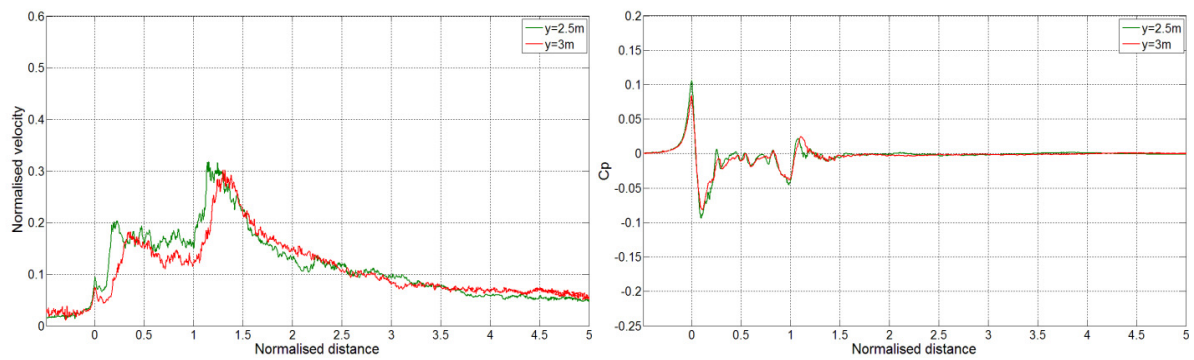 0.6
0.5
0.4
0.3
0.2
0.1
0
Normalised velocity
y=2.5m
y=3m
0 0.5 1 1.5 2 2.5 3 3.5 4 4.5 5
Normalised distance
0.2
0.15
0.1
0.05
0
-0.05
-0.1
-0.15
-0.2
-0.25
Cp
y=2.5m
y=3m
0 0.5 1 1.5 2 2.5 3 3.5 4 4.5 5
Normalised distance